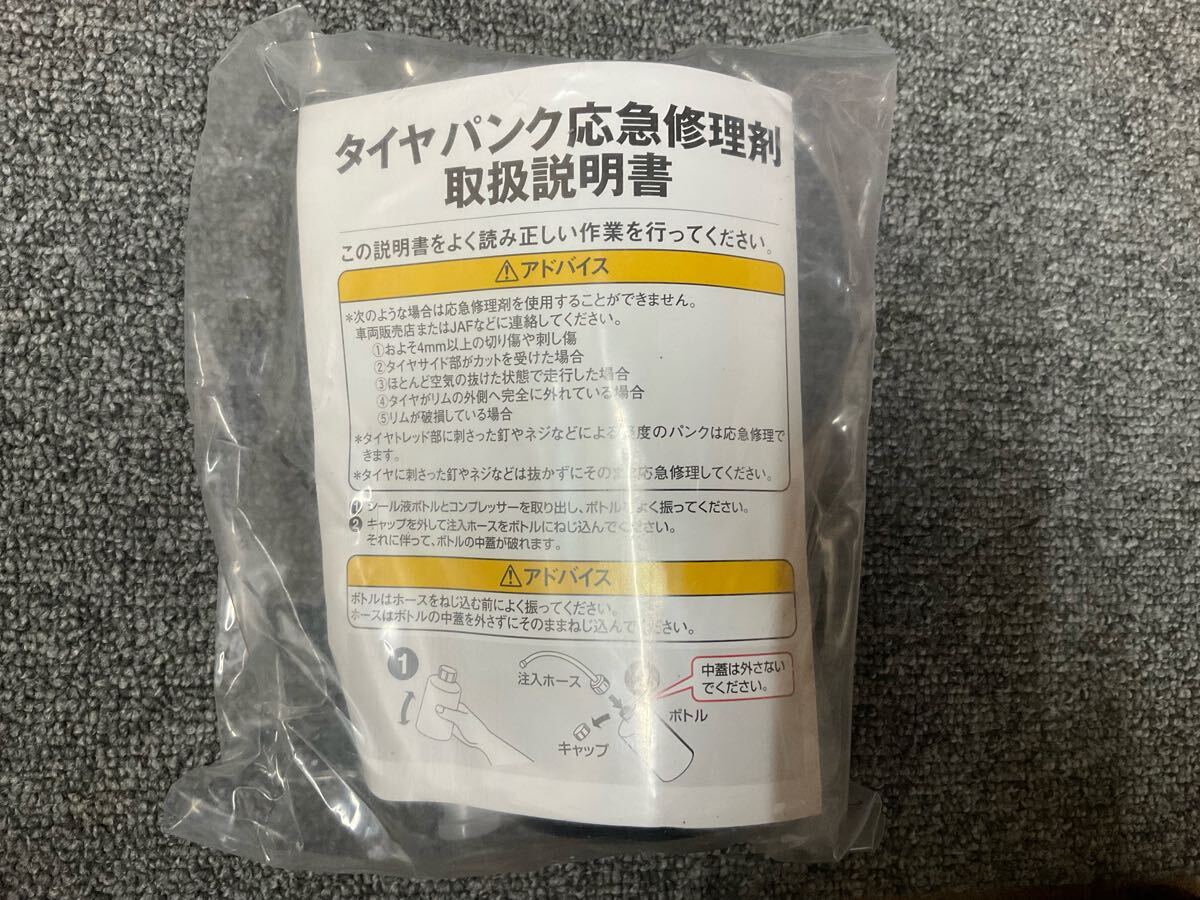 タイヤパンク応急修理剤
取扱説明書
この説明書をよく読み正しい作業を行ってください。
⚠アドバイス
*次のような場合は応急修理剤を使用することができません。
車両販売店またはJAFなどに連絡してください。
①およそ4mm以上の切り傷や刺し傷
②タイヤサイド部がカットを受けた場合
③ほとんど空気の抜けた状態で走行した場合
④タイヤがリムの外側へ完全に外れている場合
⑤リムが破損している場合
*タイヤトレッド部に刺さった釘やネジなどによる軽度のパンクは応急修理で
きます。
*タイヤに刺さった釘やネジなどは抜かずにそのまま応急修理してください。
❶シール液ボトルとコンプレッサーを取り出し、ボトルをよく振ってください。
❷キャップを外して注入ホースをボトルにねじ込んでください。
それに伴って、ボトルの中蓋が破れます。
⚠アドバイス
ボトルはホースをねじ込む前によく振ってください。
ホースはボトルの中蓋を外さずにそのままねじ込んでください。
❶
注入ホース
中蓋は外さない
でください。
ボトル
キャップ